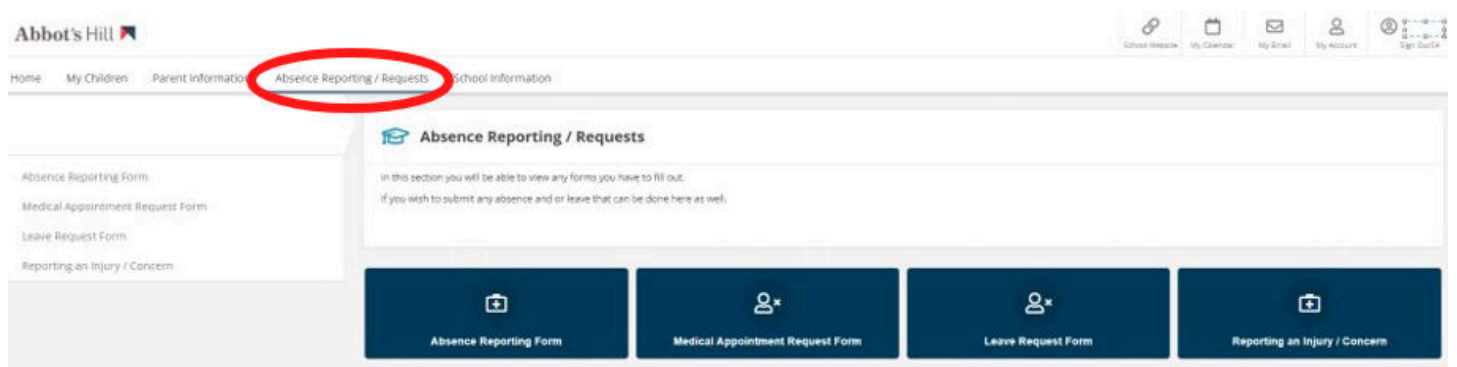 Abbot's Hill
School Website
My Calendar
My Email
My Account
Home My Children Parent Information Absence Reporting / Requests School Information
Absence Reporting / Requests
Absence Reporting Form
Medical Appointment Request Form
Leave Request Form
Reporting an Injury / Concern
In this section you will be able to view any forms you have to fill out.
If you wish to submit any absence and or leave that can be done here as well.
Absence Reporting Form
Medical Appointment Request Form
Leave Request Form
Reporting an Injury / Concern